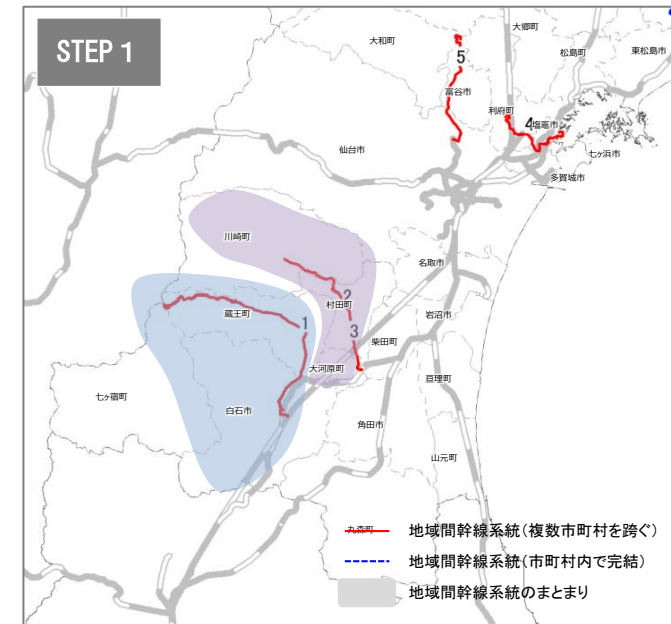 STEP 1
大和町
大郷町
松島町
東松島市
5
富谷市
利府町
4
塩竈市
七ヶ浜市
仙台市
多賀城市
川崎町
名取市
2
村田町
蔵王町
1
岩沼市
3
柴田町
大河原町
亘理町
七ヶ宿町
白石市
角田市
山元町
丸森町
地域間幹線系統(複数市町村を跨ぐ)
地域間幹線系統(市町村内で完結)
地域間幹線系統のまとまり